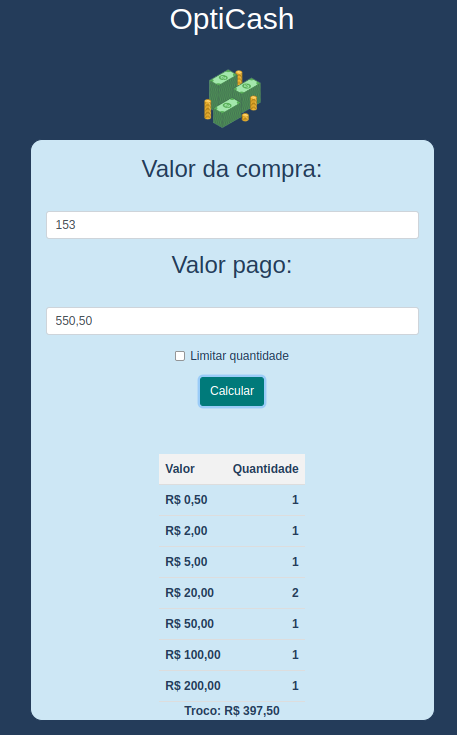 OptiCash
Valor da compra:
153
Valor pago:
550,50
Limitar quantidade
Calcular
Valor Quantidade
R$ 0,50 1
R$ 2,00 1
R$ 5,00 1
R$ 20,00 2
R$ 50,00 1
R$ 100,00 1
R$ 200,00 1
Troco: R$ 397,50